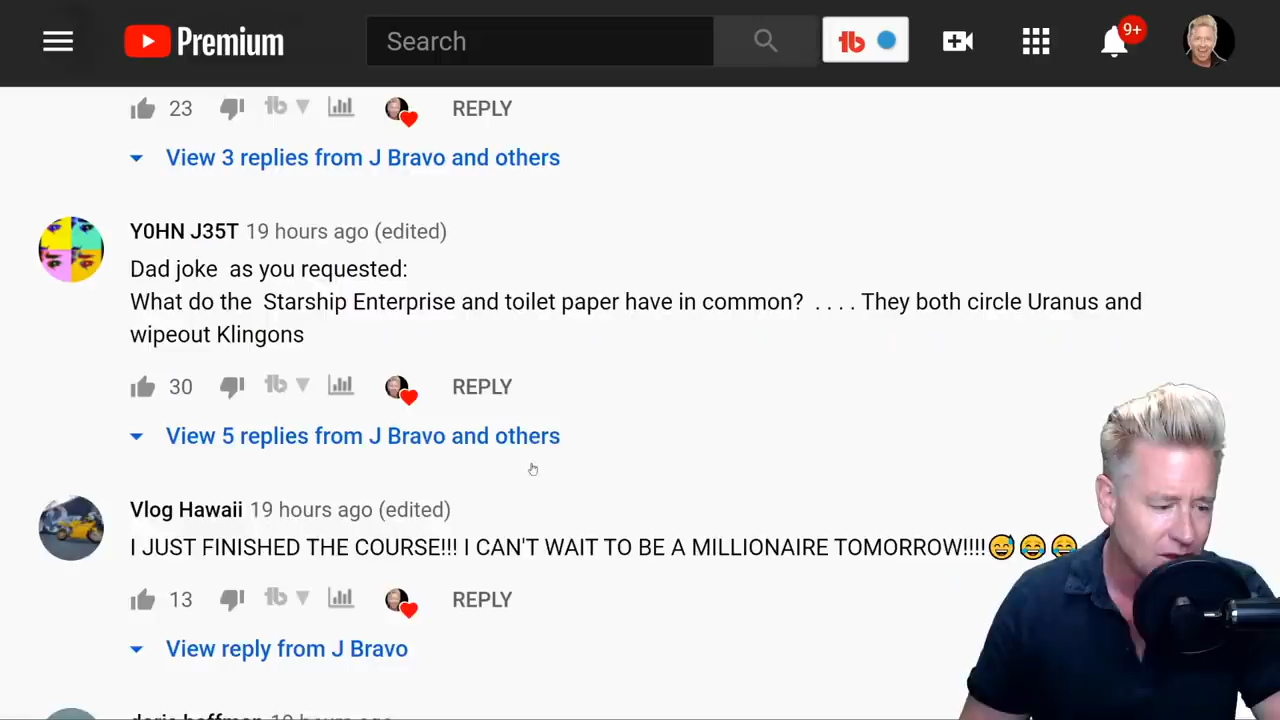 Premium
Search
9+
23
REPLY
View 3 replies from J Bravo and others
Y0HN J35T 19 hours ago (edited)
Dad joke as you requested:
What do the Starship Enterprise and toilet paper have in common? . . . . They both circle Uranus and
wipeout Klingons
30
REPLY
View 5 replies from J Bravo and others
Vlog Hawaii 19 hours ago (edited)
I JUST FINISHED THE COURSE!!! I CAN'T WAIT TO BE A MILLIONAIRE TOMORROW!!!!😅😂😂
13
REPLY
View reply from J Bravo